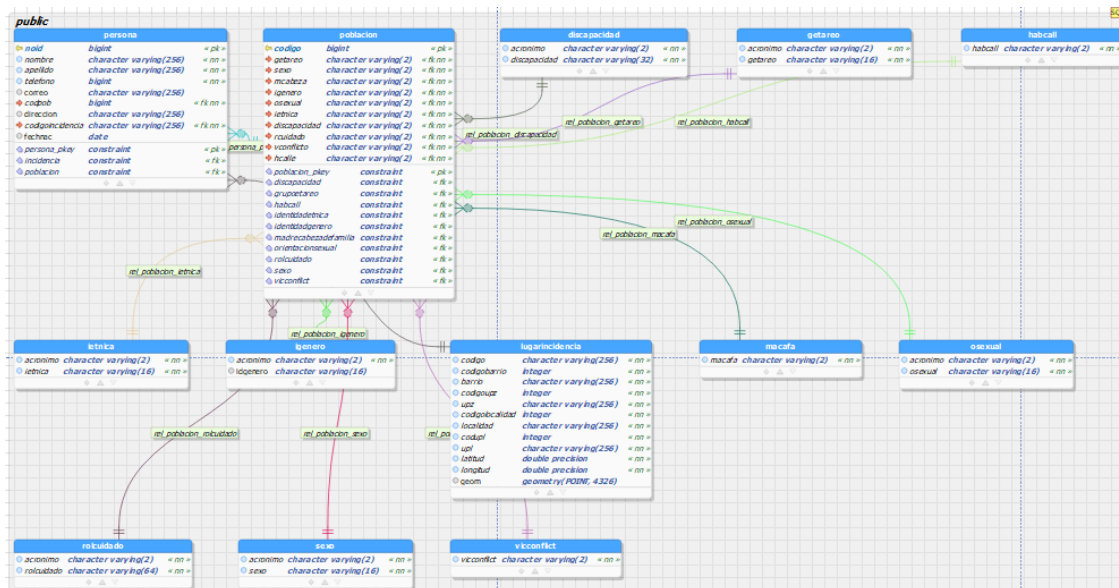 public
persona
noid bigint « pk »
nombre character varying(256) « nn »
apellido character varying(256) « nn »
telefono bigint « nn »
correo character varying(256)
codpob bigint « fk nn »
direccion character varying(256)
codigoincidencia character varying(256) « fk nn »
fechnac date
persona_pkey constraint « pk »
incidencia constraint « fk »
poblacion constraint « fk »
poblacion
codigo bigint « pk »
getareo character varying(2) « fk nn »
sexo character varying(2) « fk nn »
mcabeza character varying(2) « fk nn »
igenero character varying(2) « fk nn »
osexual character varying(2) « fk nn »
ietnica character varying(2) « fk nn »
discapacidad character varying(2) « fk nn »
rcuidado character varying(2) « fk nn »
vconflicto character varying(2) « fk nn »
hcalle character varying(2) « fk nn »
poblacion_pkey constraint « pk »
discapacidad constraint « fk »
grupoetareo constraint « fk »
habcall constraint « fk »
identidadetnica constraint « fk »
identidadgenero constraint « fk »
madrecabezadefamilia constraint « fk »
orientacionsexual constraint « fk »
rolcuidado constraint « fk »
sexo constraint « fk »
vicconflict constraint « fk »
discapacidad
acronimo character varying(2) « nn »
discapacidad character varying(32) « nn »
getareo
acronimo character varying(2) « nn »
getareo character varying(16) « nn »
habcall
habcall character varying(2) « nn »
persona_p
rel_poblacion_discapacidad
rel_poblacion_getareo
rel_poblacion_habcall
rel_poblacion_osexual
rel_poblacion_macafa
rel_poblacion_ietnica
rel_poblacion_igenero
ietnica
acronimo character varying(2) « nn »
ietnica character varying(16) « nn »
igenero
acronimo character varying(2) « nn »
idgenero character varying(16)
lugarincidencia
codigo character varying(256) « nn »
codigobarrio integer « nn »
barrio character varying(256) « nn »
codigoupz integer « nn »
upz character varying(256) « nn »
codigolocalidad integer « nn »
localidad character varying(256) « nn »
codupl integer « nn »
upl character varying(256) « nn »
latitud double precision « nn »
longitud double precision « nn »
geom geometry(POINT, 4326)
macafa
macafa character varying(2) « nn »
osexual
acronimo character varying(2) « nn »
osexual character varying(16) « nn »
rel_poblacion_rolcuidado
rel_poblacion_sexo
rel_po
rolcuidado
acronimo character varying(2) « nn »
rolcuidado character varying(64) « nn »
sexo
acronimo character varying(2) « nn »
sexo character varying(16) « nn »
vicconflict
vicconflict character varying(2) « nn »